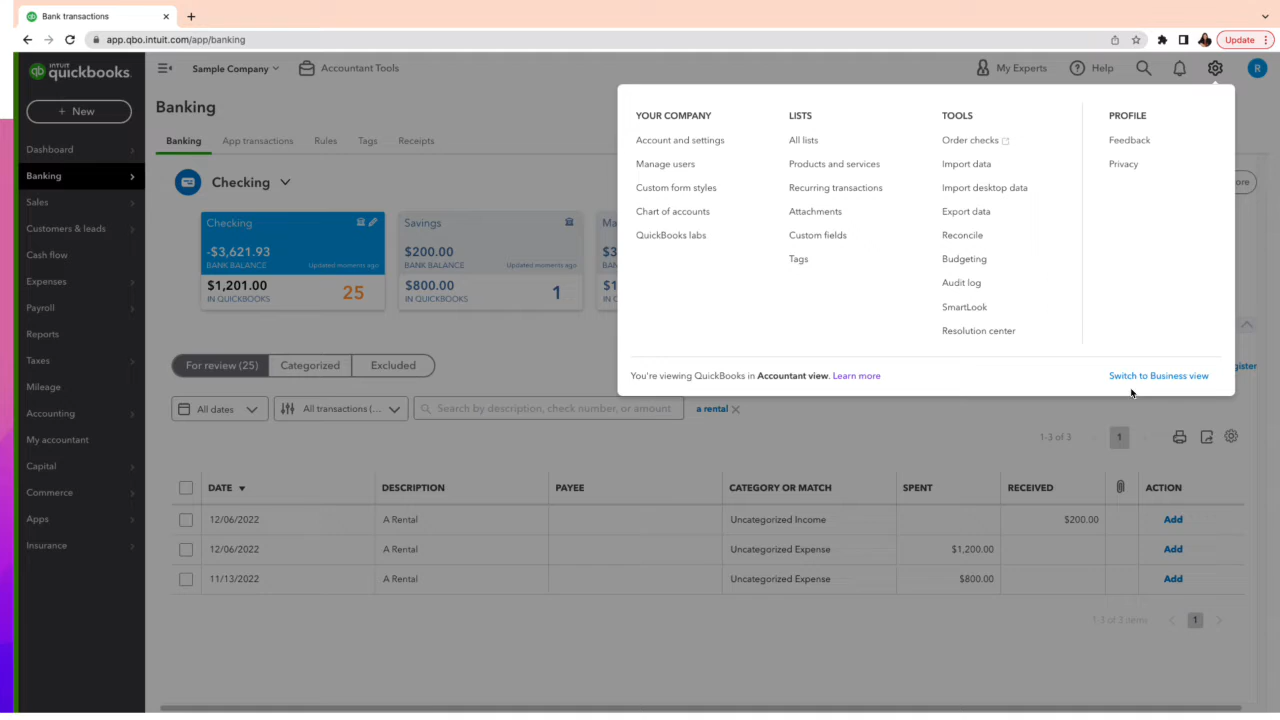 Bank transactions
app.qbo.intuit.com/app/banking
Update
INTUIT
quickbooks.
Sample Company
Accountant Tools
My Experts
Help
R
+ New
Banking
Dashboard
Banking
Sales
Customers & leads
Cash flow
Expenses
Payroll
Reports
Taxes
Mileage
Accounting
My accountant
Capital
Commerce
Apps
Insurance
Banking
App transactions
Rules
Tags
Receipts
Checking
Checking
-$3,621.93
BANK BALANCE
Updated moments ago
$1,201.00
IN QUICKBOOKS
25
Savings
$200.00
BANK BALANCE
Updated moments ago
$800.00
IN QUICKBOOKS
1
Ma
$3
BANK
$1
IN QU
YOUR COMPANY
Account and settings
Manage users
Custom form styles
Chart of accounts
QuickBooks labs
LISTS
All lists
Products and services
Recurring transactions
Attachments
Custom fields
Tags
TOOLS
Order checks
Import data
Import desktop data
Export data
Reconcile
Budgeting
Audit log
SmartLook
Resolution center
PROFILE
Feedback
Privacy
You're viewing QuickBooks in Accountant view. Learn more
Switch to Business view
ore
gister
For review (25)
Categorized
Excluded
All dates
All transactions (...
Search by description, check number, or amount
a rental
1-3 of 3
1
DATE
DESCRIPTION
PAYEE
CATEGORY OR MATCH
SPENT
RECEIVED
ACTION
12/06/2022 A Rental Uncategorized Income $200.00 Add
12/06/2022 A Rental Uncategorized Expense $1,200.00 Add
11/13/2022 A Rental Uncategorized Expense $800.00 Add
1-3 of 3 items
1